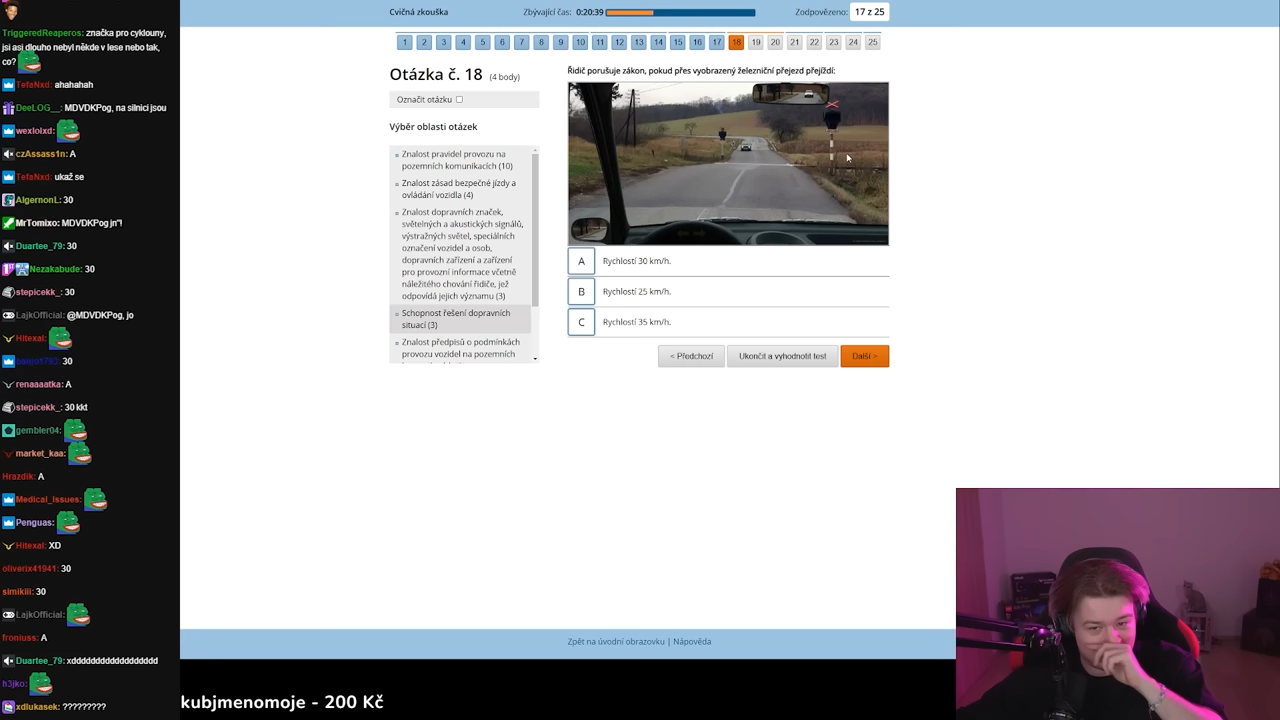 TriggeredReaperos: značka pro cyklouny,
jsi asi dlouho nebyl někde v lese nebo tak,
co?
TefaNxd: ahahahah
DeeLOG__: MDVDKPog, na silnici jsou
wexlolxd:
czAssass1n: A
TefaNxd: ukaž se
AlgernonL: 30
MrTomixo: MDVDKPog jn"!
Duartee_79: 30
Nezakabude: 30
stepicekk_: 30
LajkOfficial: @MDVDKPog, jo
Hitexal:
30
renaaaatka: A
stepicekk_: 30 kkt
gembler04:
market_kaa:
Hrazdik: A
Medical_Issues:
Penguas:
Hitexal: XD
oliverix41941: 30
simikiii: 30
LajkOfficial:
froniuss: A
Duartee_79: xdddddddddddddddddd
h3jko:
xdlukasek: ?????????
Cvičná zkouška
Zbývající čas: 0:20:39
Zodpovězeno: 17 z 25
1 2 3 4 5 6 7 8 9 10 11 12 13 14 15 16 17 18 19 20 21 22 23 24 25
Otázka č. 18 (4 body)
Označit otázku
Výběr oblasti otázek
Znalost pravidel provozu na
pozemních komunikacích (10)
Znalost zásad bezpečné jízdy a
ovládání vozidla (4)
Znalost dopravních značek,
světelných a akustických signálů,
výstražných světel, speciálních
označení vozidel a osob,
dopravních zařízení a zařízení
pro provozní informace včetně
náležitého chování řidiče, jež
odpovídá jejich významu (3)
Schopnost řešení dopravních
situací (3)
Znalost předpisů o podmínkách
provozu vozidel na pozemních
Řidič porušuje zákon, pokud přes vyobrazený železniční přejezd přejíždí:
A Rychlostí 30 km/h.
B Rychlostí 25 km/h.
C Rychlostí 35 km/h.
< Předchozí
Ukončit a vyhodnotit test
Další >
Zpět na úvodní obrazovku | Nápověda
kubjmenomoje - 200 Kč